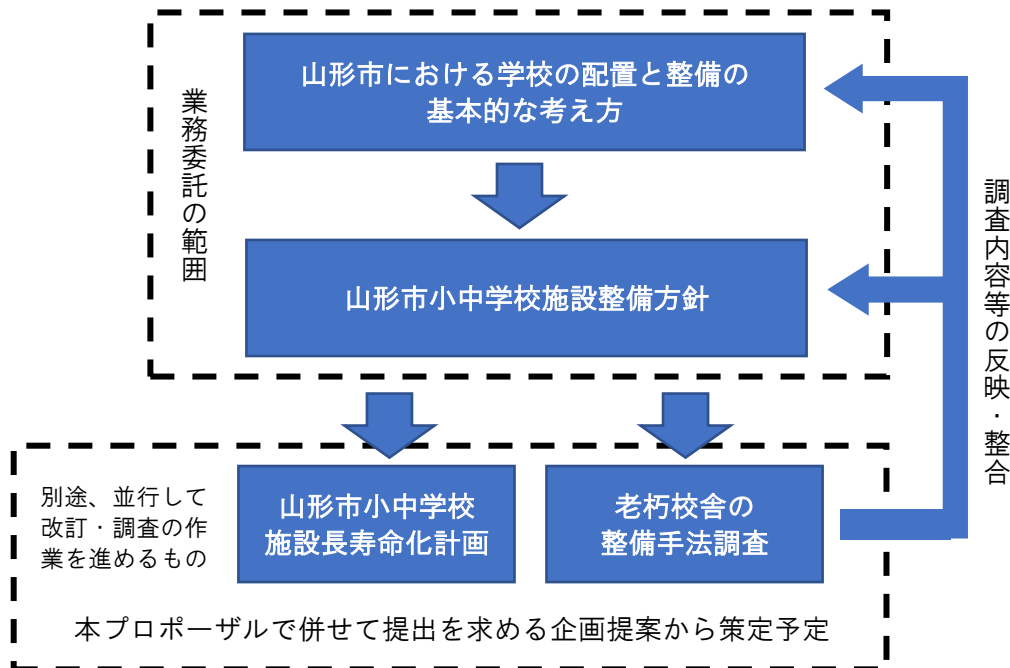 山形市における学校の配置と整備の
基本的な考え方
業務委託の範囲
山形市小中学校施設整備方針
調査内容等の反映・整合
別途、並行して
改訂・調査の作
業を進めるもの
山形市小中学校
施設長寿命化計画
老朽校舎の
整備手法調査
本プロポーザルで併せて提出を求める企画提案から策定予定